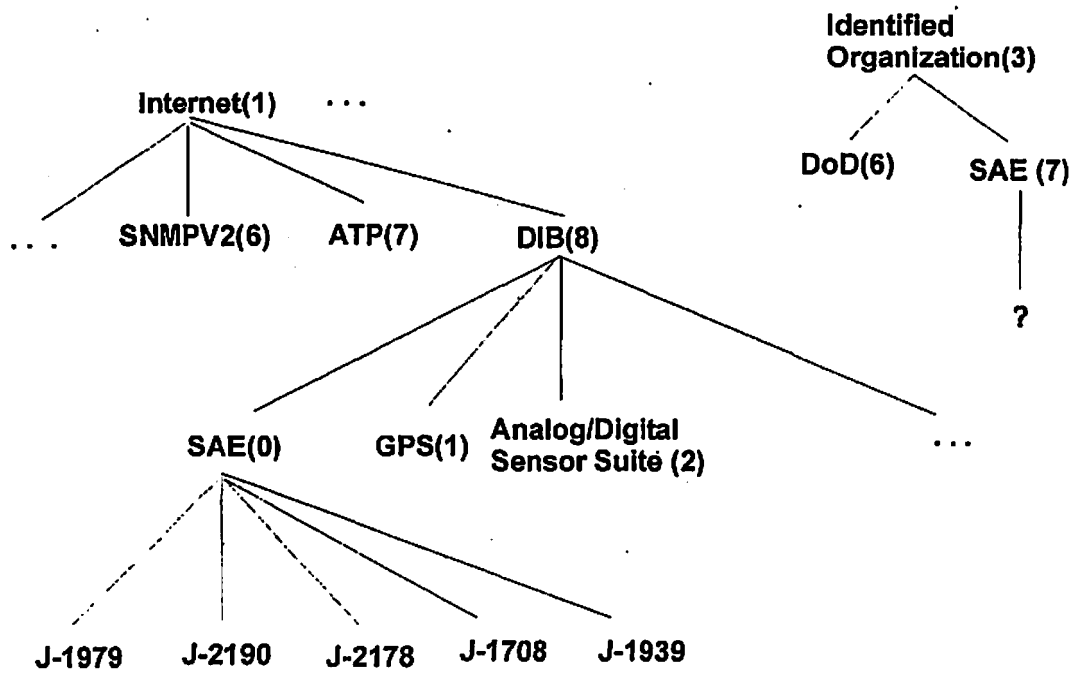 Identified
Organization(3)
Internet(1) ...
DoD(6) SAE (7)
... SNMPV2(6) ATP(7) DIB(8)
?
SAE(0) GPS(1) Analog/Digital
Sensor Suite (2) ...
J-1979 J-2190 J-2178 J-1708 J-1939